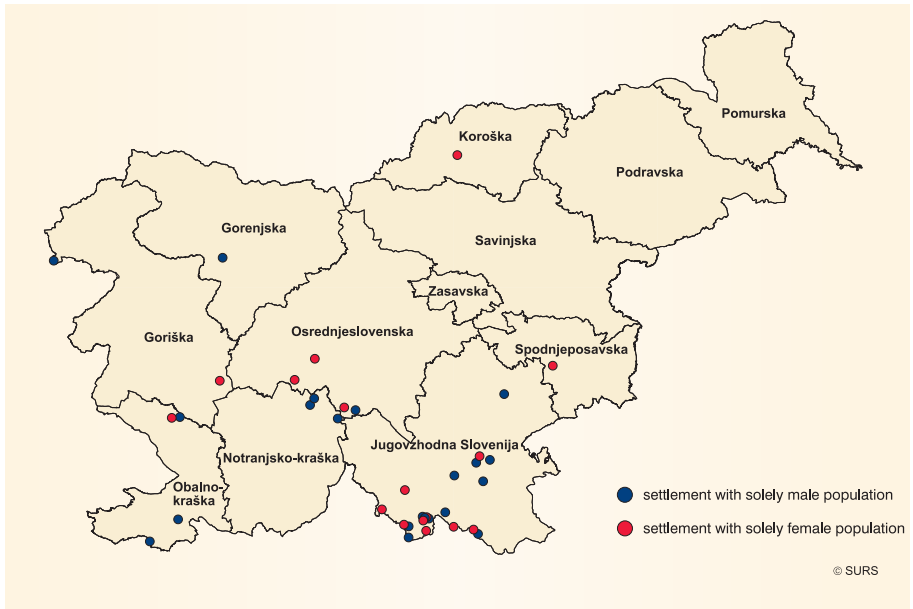 Pomurska
Koroška
Podravska
Gorenjska
Savinjska
Zasavska
Osrednjeslovenska
Goriška
Spodnjeposavska
Jugovzhodna Slovenija
Notranjsko-kraška
Obalno-
kraška
settlement with solely male population
settlement with solely female population
© SURS